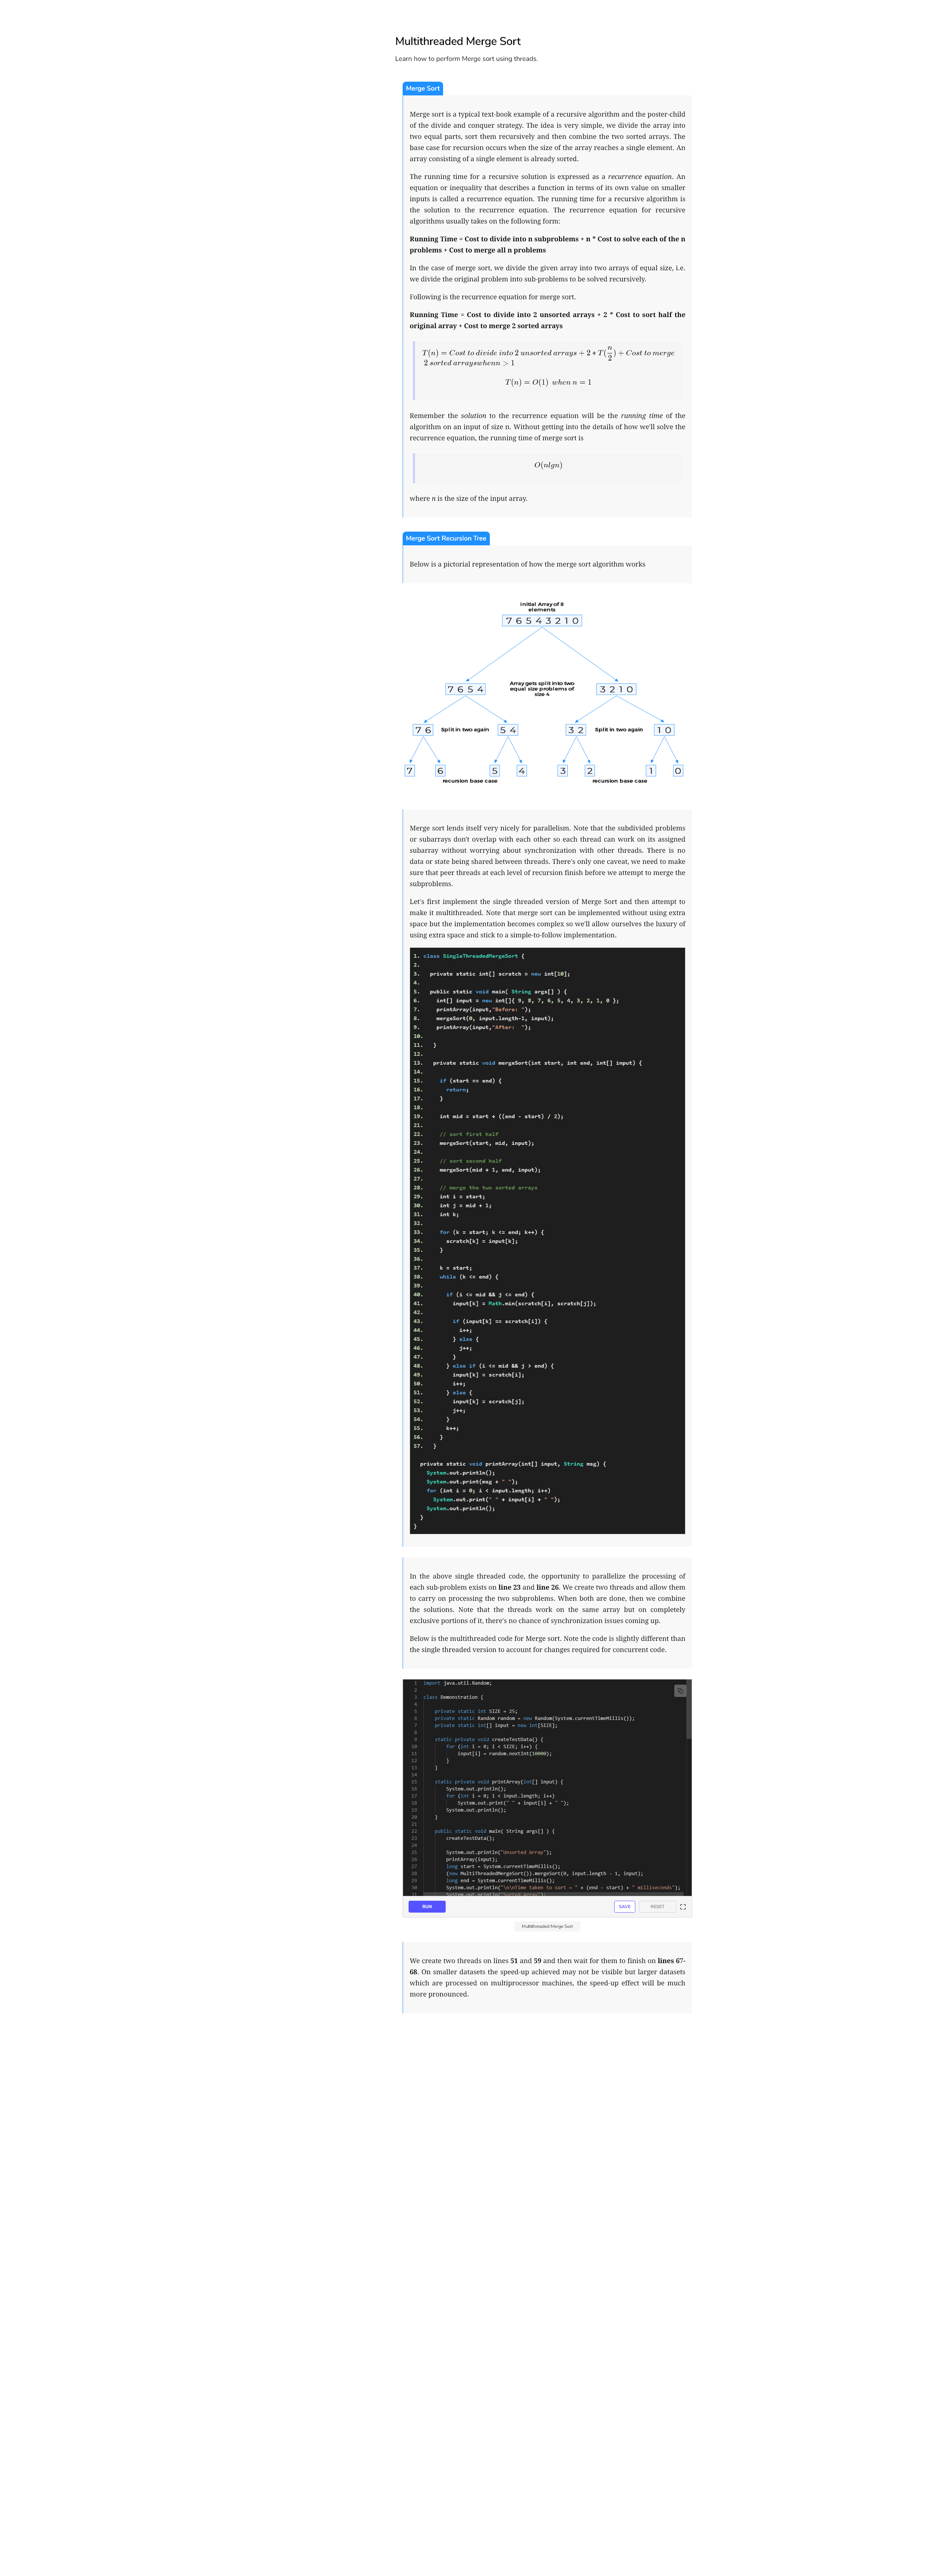 Multithreaded Merge Sort
Learn how to perform Merge sort using threads.
Merge Sort
Merge sort is a typical text-book example of a recursive algorithm and the poster-child
of the divide and conquer strategy. The idea is very simple, we divide the array into
two equal parts, sort them recursively and then combine the two sorted arrays. The
base case for recursion occurs when the size of the array reaches a single element. An
array consisting of a single element is already sorted.
The running time for a recursive solution is expressed as a recurrence equation. An
equation or inequality that describes a function in terms of its own value on smaller
inputs is called a recurrence equation. The running time for a recursive algorithm is
the solution to the recurrence equation. The recurrence equation for recursive
algorithms usually takes on the following form:
Running Time = Cost to divide into n subproblems + n * Cost to solve each of the n
problems + Cost to merge all n problems
In the case of merge sort, we divide the given array into two arrays of equal size, i.e.
we divide the original problem into sub-problems to be solved recursively.
Following is the recurrence equation for merge sort.
Running Time = Cost to divide into 2 unsorted arrays + 2 * Cost to sort half the
original array + Cost to merge 2 sorted arrays
T(n) = Cost to divide into 2 unsorted arrays + 2 * T(n/2) + Cost to merge
2 sorted arrayswhenn > 1
T(n) = O(1) when n = 1
Remember the solution to the recurrence equation will be the running time of the
algorithm on an input of size n. Without getting into the details of how we'll solve the
recurrence equation, the running time of merge sort is
O(nlgn)
where n is the size of the input array.
Merge Sort Recursion Tree
Below is a pictorial representation of how the merge sort algorithm works
Initial Array of 8
elements
7 6 5 4 3 2 1 0
7 6 5 4
Array gets split into two
equal size problems of
size 4
3 2 1 0
7 6
Split in two again
5 4
3 2
Split in two again
1 0
7
6
5
4
3
2
1
0
recursion base case
recursion base case
Merge sort lends itself very nicely for parallelism. Note that the subdivided problems
or subarrays don't overlap with each other so each thread can work on its assigned
subarray without worrying about synchronization with other threads. There is no
data or state being shared between threads. There's only one caveat, we need to make
sure that peer threads at each level of recursion finish before we attempt to merge the
subproblems.
Let's first implement the single threaded version of Merge Sort and then attempt to
make it multithreaded. Note that merge sort can be implemented without using extra
space but the implementation becomes complex so we'll allow ourselves the luxury of
using extra space and stick to a simple-to-follow implementation.
1. class SingleThreadedMergeSort {
2.
3.   private static int[] scratch = new int[10];
4.
5.   public static void main( String args[] ) {
6.     int[] input = new int[]{ 9, 8, 7, 6, 5, 4, 3, 2, 1, 0 };
7.     printArray(input,"Before: ");
8.     mergeSort(0, input.length-1, input);
9.     printArray(input,"After:  ");
10.
11.   }
12.
13.   private static void mergeSort(int start, int end, int[] input) {
14.
15.     if (start == end) {
16.       return;
17.     }
18.
19.     int mid = start + ((end - start) / 2);
21.
22.     // sort first half
23.     mergeSort(start, mid, input);
24.
25.     // sort second half
26.     mergeSort(mid + 1, end, input);
27.
28.     // merge the two sorted arrays
29.     int i = start;
30.     int j = mid + 1;
31.     int k;
32.
33.     for (k = start; k <= end; k++) {
34.       scratch[k] = input[k];
35.     }
36.
37.     k = start;
38.     while (k <= end) {
39.
40.       if (i <= mid && j <= end) {
41.         input[k] = Math.min(scratch[i], scratch[j]);
42.
43.         if (input[k] == scratch[i]) {
44.           i++;
45.         } else {
46.           j++;
47.         }
48.       } else if (i <= mid && j > end) {
49.         input[k] = scratch[i];
50.         i++;
51.       } else {
52.         input[k] = scratch[j];
53.         j++;
54.       }
55.       k++;
56.     }
57.   }
private static void printArray(int[] input, String msg) {
System.out.println();
System.out.print(msg + " ");
for (int i = 0; i < input.length; i++)
System.out.print(" " + input[i] + " ");
System.out.println();
}
}
In the above single threaded code, the opportunity to parallelize the processing of
each sub-problem exists on line 23 and line 26. We create two threads and allow them
to carry on processing the two subproblems. When both are done, then we combine
the solutions. Note that the threads work on the same array but on completely
exclusive portions of it, there's no chance of synchronization issues coming up.
Below is the multithreaded code for Merge sort. Note the code is slightly different than
the single threaded version to account for changes required for concurrent code.
1 import java.util.Random;
2
3 class Demonstration {
4
5     private static int SIZE = 25;
6     private static Random random = new Random(System.currentTimeMillis());
7     private static int[] input = new int[SIZE];
8
9     static private void createTestData() {
10         for (int i = 0; i < SIZE; i++) {
11             input[i] = random.nextInt(10000);
12         }
13     }
14
15     static private void printArray(int[] input) {
16         System.out.println();
17         for (int i = 0; i < input.length; i++)
18             System.out.print(" " + input[i] + " ");
19         System.out.println();
20     }
21
22     public static void main( String args[] ) {
23         createTestData();
24
25         System.out.println("Unsorted Array");
26         printArray(input);
27         long start = System.currentTimeMillis();
28         (new MultiThreadedMergeSort()).mergeSort(0, input.length - 1, input);
29         long end = System.currentTimeMillis();
30         System.out.println("\n\nTime taken to sort = " + (end - start) + " milliseconds");
31         System.out.println("Sorted Array");
RUN
SAVE
RESET
Multithreaded Merge Sort
We create two threads on lines 51 and 59 and then wait for them to finish on lines 67-
68. On smaller datasets the speed-up achieved may not be visible but larger datasets
which are processed on multiprocessor machines, the speed-up effect will be much
more pronounced.